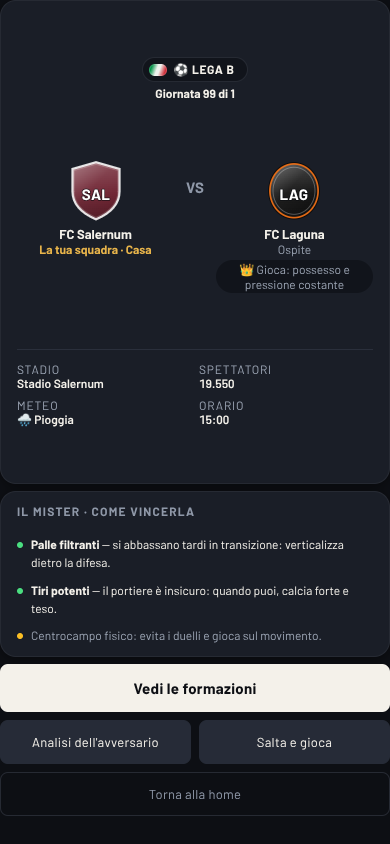 ⚽ LEGA B
Giornata 99 di 1
SAL
VS
LAG
FC Salernum
La tua squadra · Casa
FC Laguna
Ospite
👑 Gioca: possesso e
pressione costante
STADIO
Stadio Salernum
SPETTATORI
19.550
METEO
🌧️ Pioggia
ORARIO
15:00
IL MISTER · COME VINCERLA
Palle filtranti — si abbassano tardi in transizione: verticalizza
dietro la difesa.
Tiri potenti — il portiere è insicuro: quando puoi, calcia forte e
teso.
Centrocampo fisico: evita i duelli e gioca sul movimento.
Vedi le formazioni
Analisi dell'avversario
Salta e gioca
Torna alla home